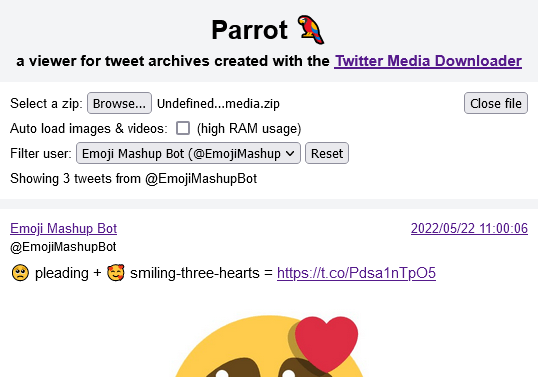 Parrot 🦜
a viewer for tweet archives created with the Twitter Media Downloader
Select a zip: Browse... Undefined...media.zip Close file
Auto load images & videos: (high RAM usage)
Filter user: Emoji Mashup Bot (@EmojiMashup Reset
Showing 3 tweets from @EmojiMashupBot
Emoji Mashup Bot 2022/05/22 11:00:06
@EmojiMashupBot
🥺 pleading + 🥰 smiling-three-hearts = https://t.co/Pdsa1nTpO5